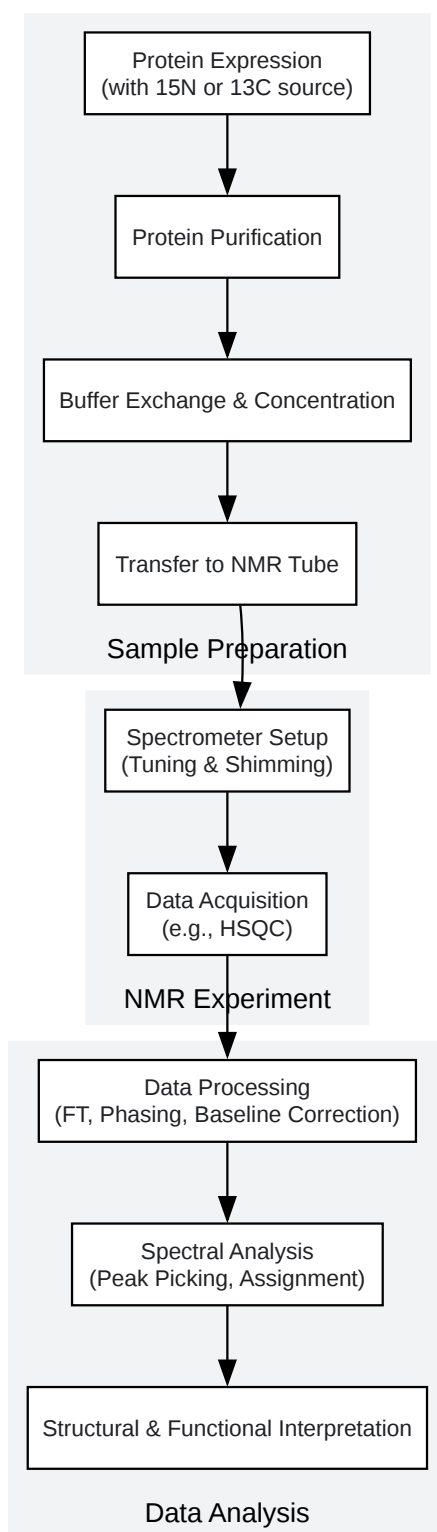 Protein Expression
(with 15N or 13C source)
Protein Purification
Buffer Exchange & Concentration
Transfer to NMR Tube
Sample Preparation
Spectrometer Setup
(Tuning & Shimming)
Data Acquisition
(e.g., HSQC)
NMR Experiment
Data Processing
(FT, Phasing, Baseline Correction)
Spectral Analysis
(Peak Picking, Assignment)
Structural & Functional Interpretation
Data Analysis